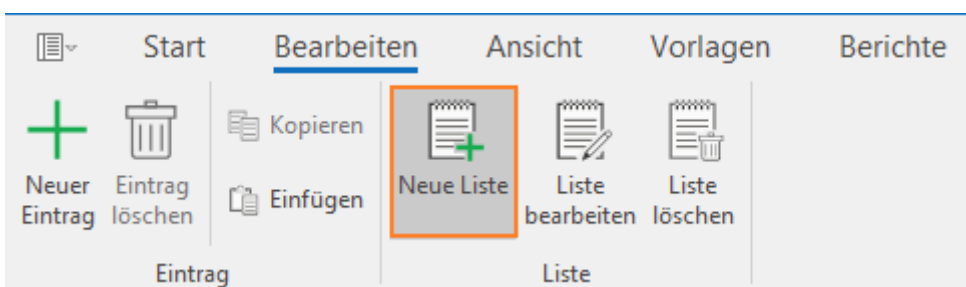 Start Bearbeiten Ansicht Vorlagen Berichte
Neuer
Eintrag
Eintrag
löschen
Kopieren
Einfügen
Neue Liste
Liste
bearbeiten
Liste
löschen
Eintrag
Liste